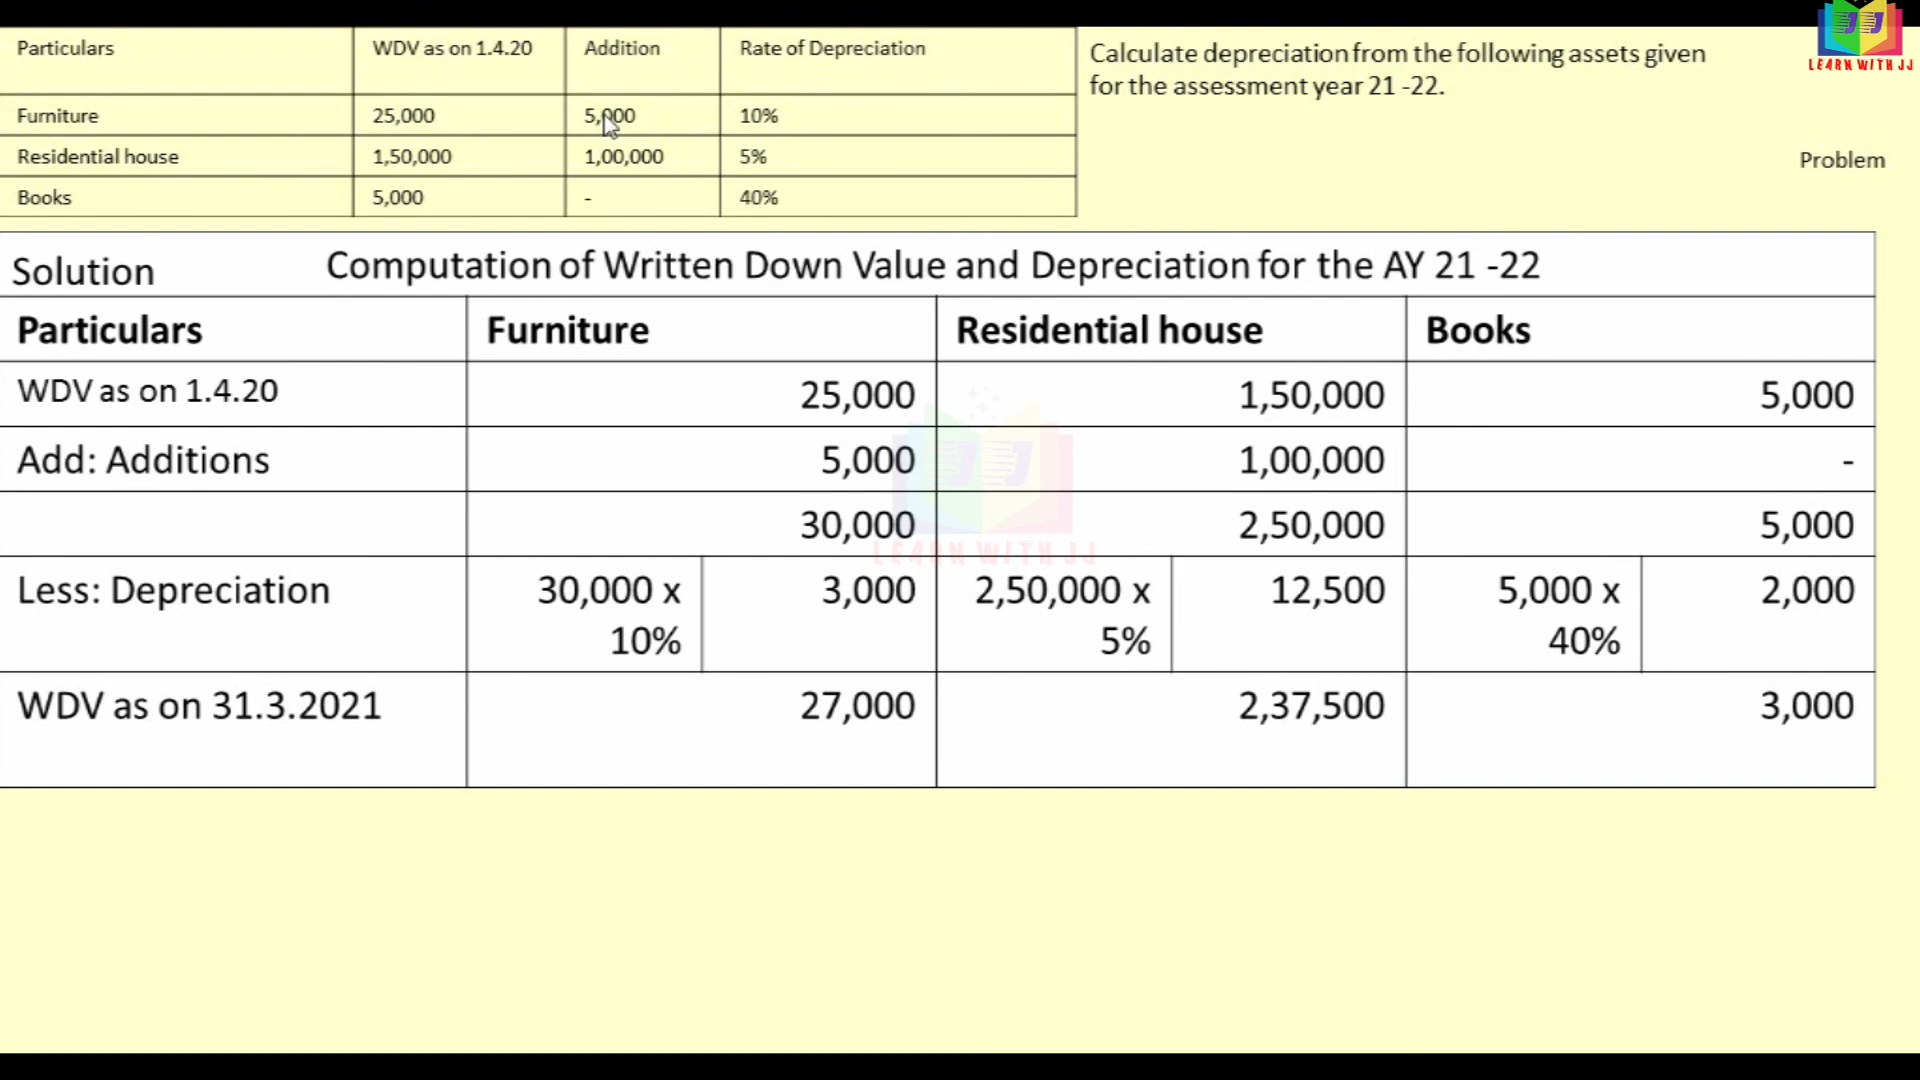 Particulars WDV as on 1.4.20 Addition Rate of Depreciation
Furniture 25,000 5,000 10%
Residential house 1,50,000 1,00,000 5%
Books 5,000 - 40%
Calculate depreciation from the following assets given
for the assessment year 21 -22.
LE4RN WITH JJ
Problem
Solution Computation of Written Down Value and Depreciation for the AY 21 -22
Particulars Furniture Residential house Books
WDV as on 1.4.20 25,000 1,50,000 5,000
Add: Additions 5,000 1,00,000 -
30,000 2,50,000 5,000
LE4RN WITH JJ
Less: Depreciation 30,000 x 3,000 2,50,000 x 12,500 5,000 x 2,000
10% 5% 40%
WDV as on 31.3.2021 27,000 2,37,500 3,000